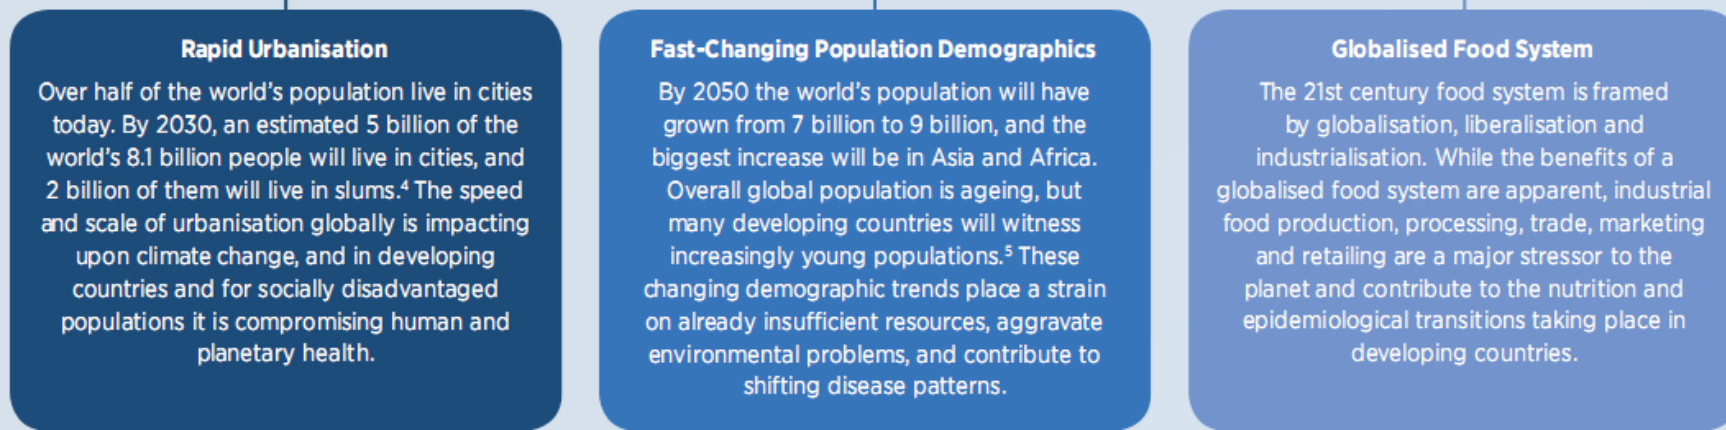 Rapid Urbanisation
Over half of the world's population live in cities
today. By 2030, an estimated 5 billion of the
world's 8.1 billion people will live in cities, and
2 billion of them will live in slums.⁴ The speed
and scale of urbanisation globally is impacting
upon climate change, and in developing
countries and for socially disadvantaged
populations it is compromising human and
planetary health.
Fast-Changing Population Demographics
By 2050 the world's population will have
grown from 7 billion to 9 billion, and the
biggest increase will be in Asia and Africa.
Overall global population is ageing, but
many developing countries will witness
increasingly young populations.⁵ These
changing demographic trends place a strain
on already insufficient resources, aggravate
environmental problems, and contribute to
shifting disease patterns.
Globalised Food System
The 21st century food system is framed
by globalisation, liberalisation and
industrialisation. While the benefits of a
globalised food system are apparent, industrial
food production, processing, trade, marketing
and retailing are a major stressor to the
planet and contribute to the nutrition and
epidemiological transitions taking place in
developing countries.